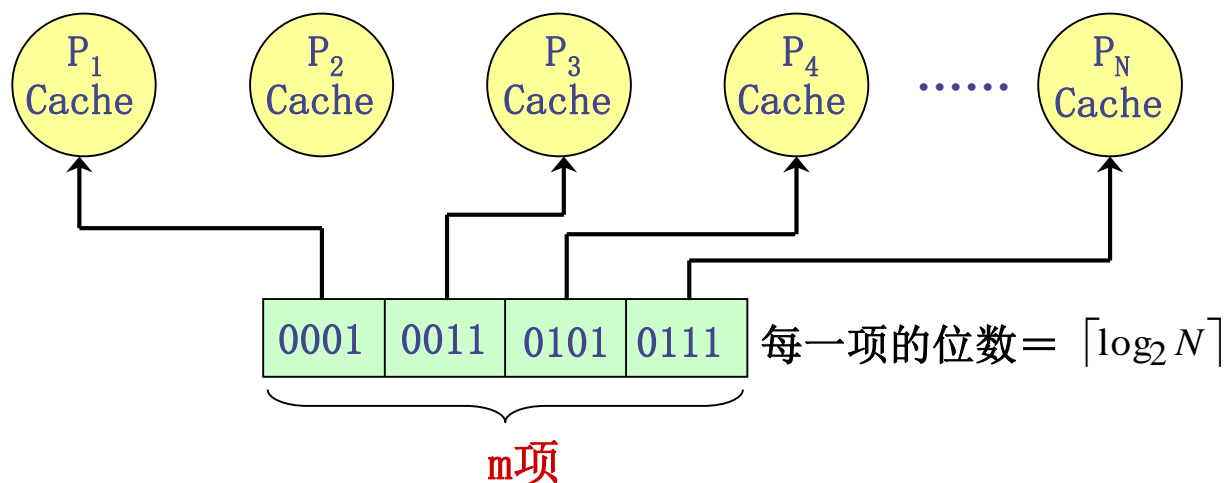 P₁ Cache
P₂ Cache
P₃ Cache
P₄ Cache
……
P_N Cache
0001 0011 0101 0111 每一项的位数＝⌈log₂ N⌉
m项